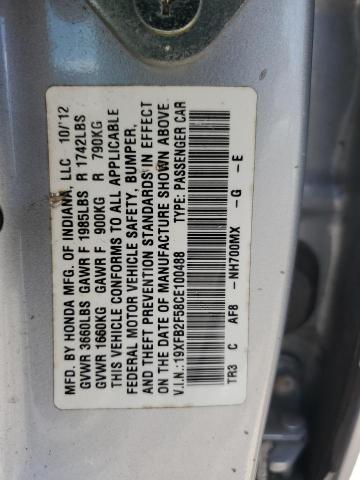 MFD. BY HONDA MFG. OF INDIANA, LLC 10/'12
GVWR 3660LBS GAWR F 1985LBS R 1742LBS
GVWR 1660KG GAWR F 900KG R 790KG
THIS VEHICLE CONFORMS TO ALL APPLICABLE
FEDERAL MOTOR VEHICLE SAFETY, BUMPER,
AND THEFT PREVENTION STANDARDS IN EFFECT
ON THE DATE OF MANUFACTURE SHOWN ABOVE.
V.I.N.:19XFB2F58CE100488 TYPE: PASSENGER CAR
TR3 C AF8 -NH700MX -G -E